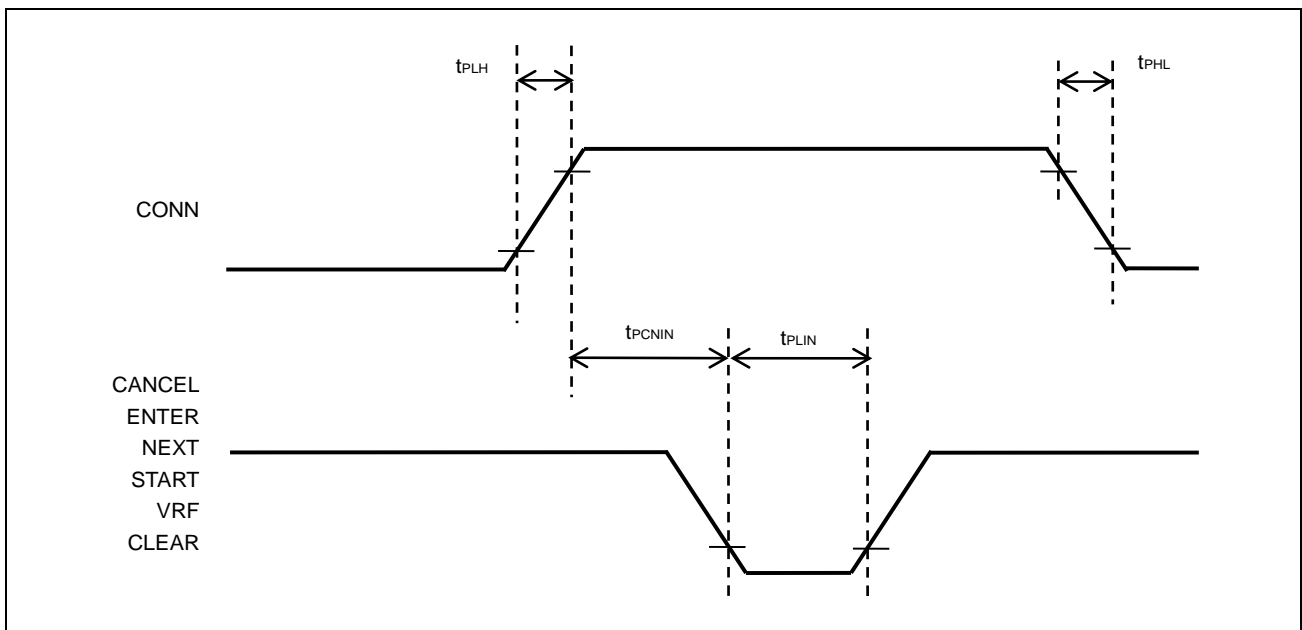 tPLH
tPHL
CONN
tPCNIN
tPLIN
CANCEL
ENTER
NEXT
START
VRF
CLEAR